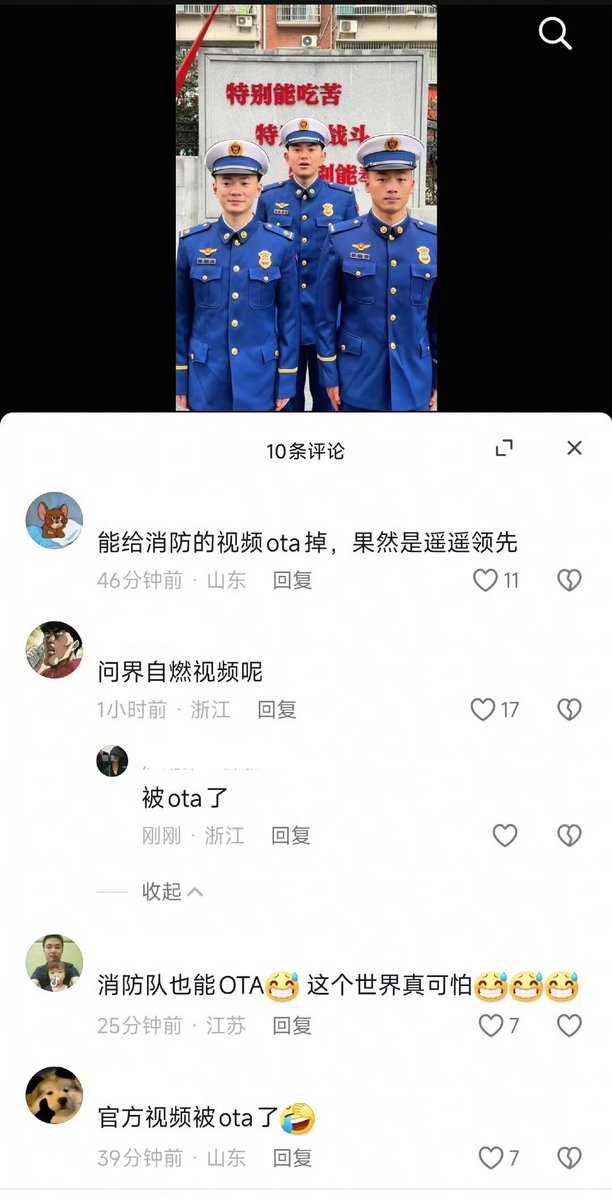 特别能吃苦
特 战斗
别能
10条评论
能给消防的视频ota掉，果然是遥遥领先
46分钟前 · 山东 回复 11
问界自燃视频呢
1小时前 · 浙江 回复 17
被ota了
刚刚 · 浙江 回复
收起
消防队也能OTA😅 这个世界真可怕😅😅😅
25分钟前 · 江苏 回复 7
官方视频被ota了🤣
39分钟前 · 山东 回复 7